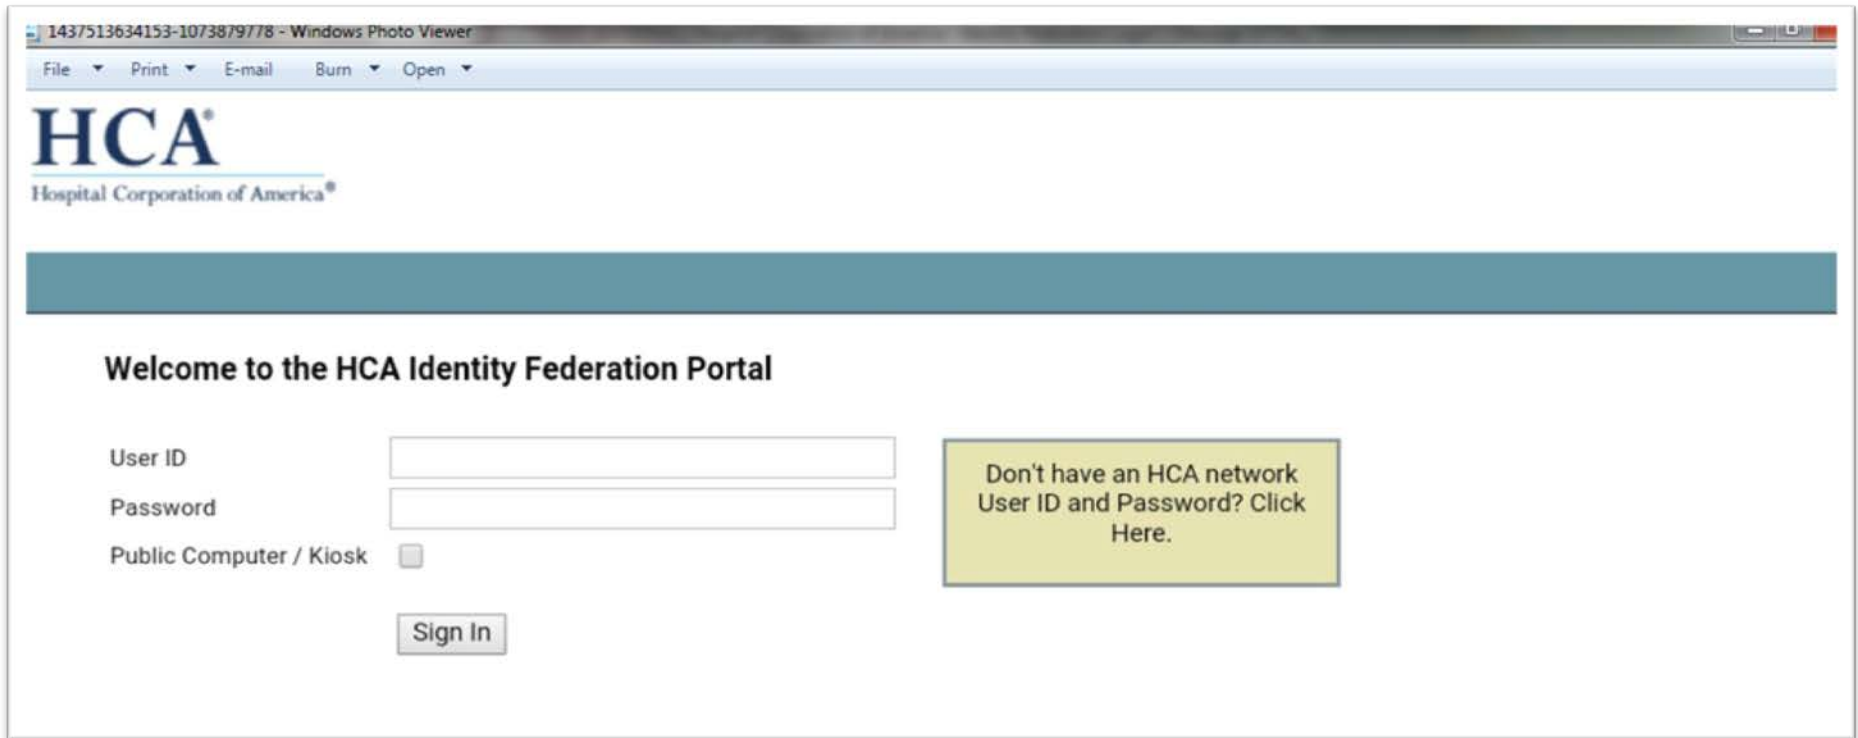 1437513634153-1073879778 - Windows Photo Viewer
File Print E-mail Burn Open
HCA®
Hospital Corporation of America®
Welcome to the HCA Identity Federation Portal
User ID
Password
Public Computer / Kiosk
Sign In
Don't have an HCA network
User ID and Password? Click
Here.